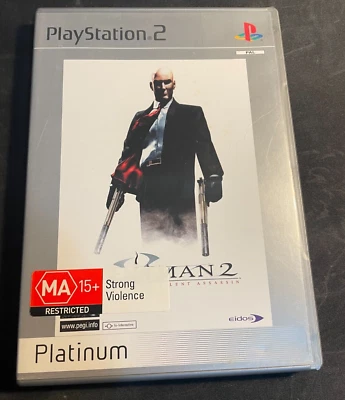 PlayStation®2
PAL
MAN 2
LENT ASSASSIN
MA 15+
Strong
Violence
RESTRICTED
www.pegi.info
eidos
Platinum